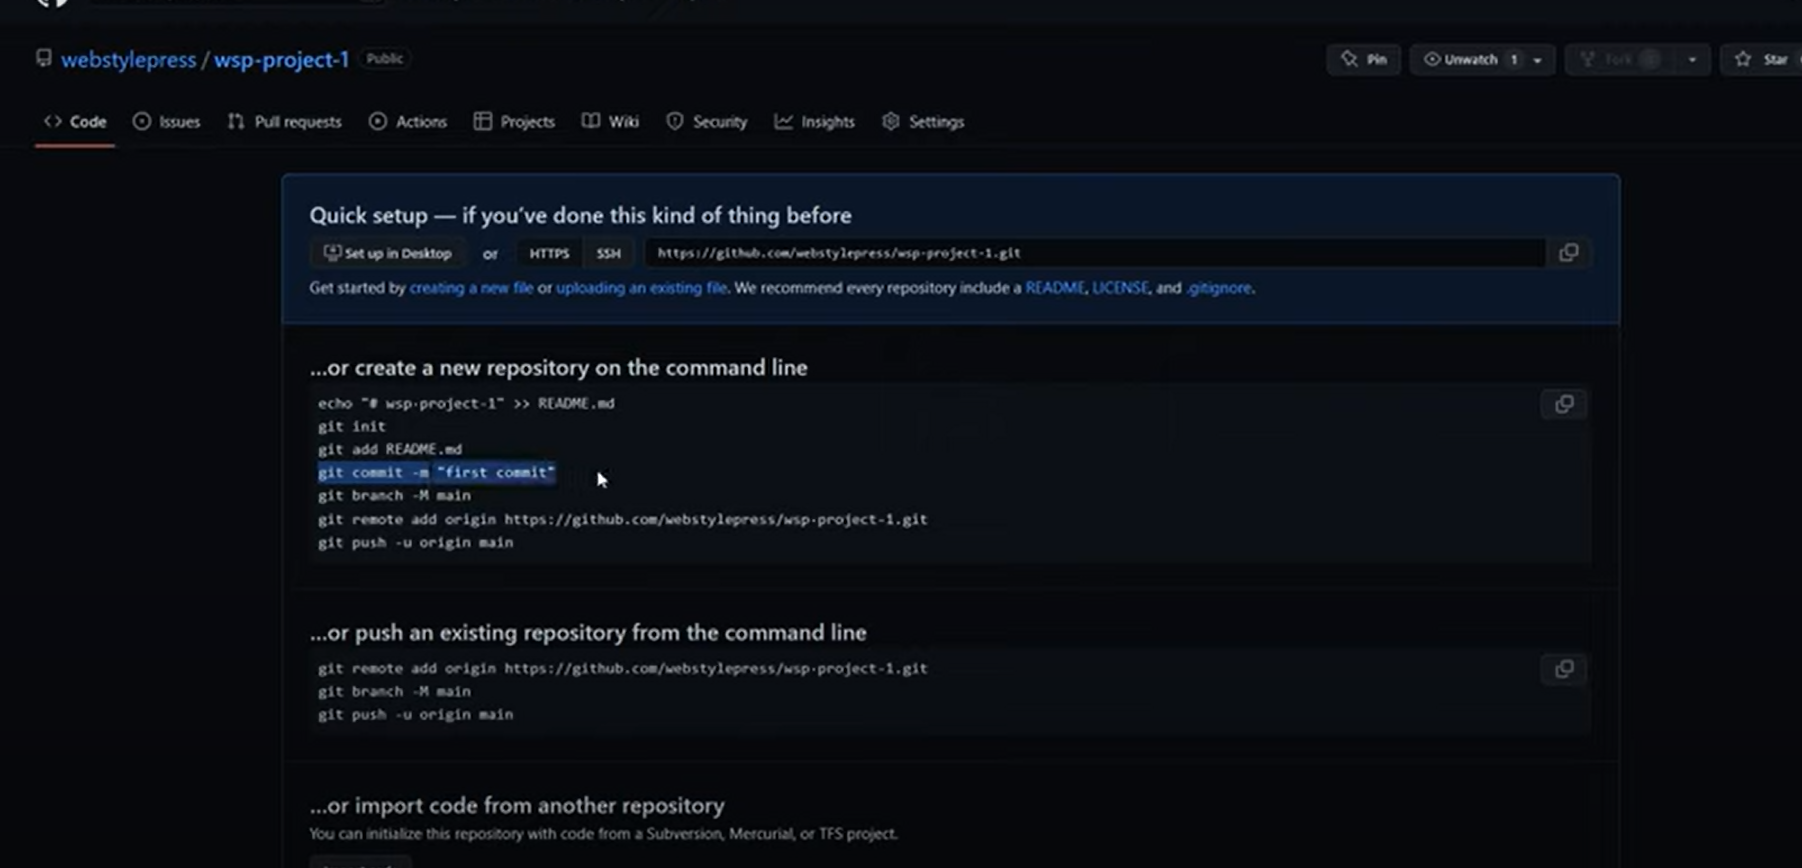 webstylepress / wsp-project-1 Public
Pin Unwatch 1 Fork Star
Code Issues Pull requests Actions Projects Wiki Security Insights Settings
Quick setup — if you've done this kind of thing before
Set up in Desktop or HTTPS SSH https://github.com/webstylepress/wsp-project-1.git
Get started by creating a new file or uploading an existing file. We recommend every repository include a README, LICENSE, and .gitignore.
...or create a new repository on the command line
echo "# wsp-project-1" >> README.md
git init
git add README.md
git commit -m "first commit"
git branch -M main
git remote add origin https://github.com/webstylepress/wsp-project-1.git
git push -u origin main
...or push an existing repository from the command line
git remote add origin https://github.com/webstylepress/wsp-project-1.git
git branch -M main
git push -u origin main
...or import code from another repository
You can initialize this repository with code from a Subversion, Mercurial, or TFS project.